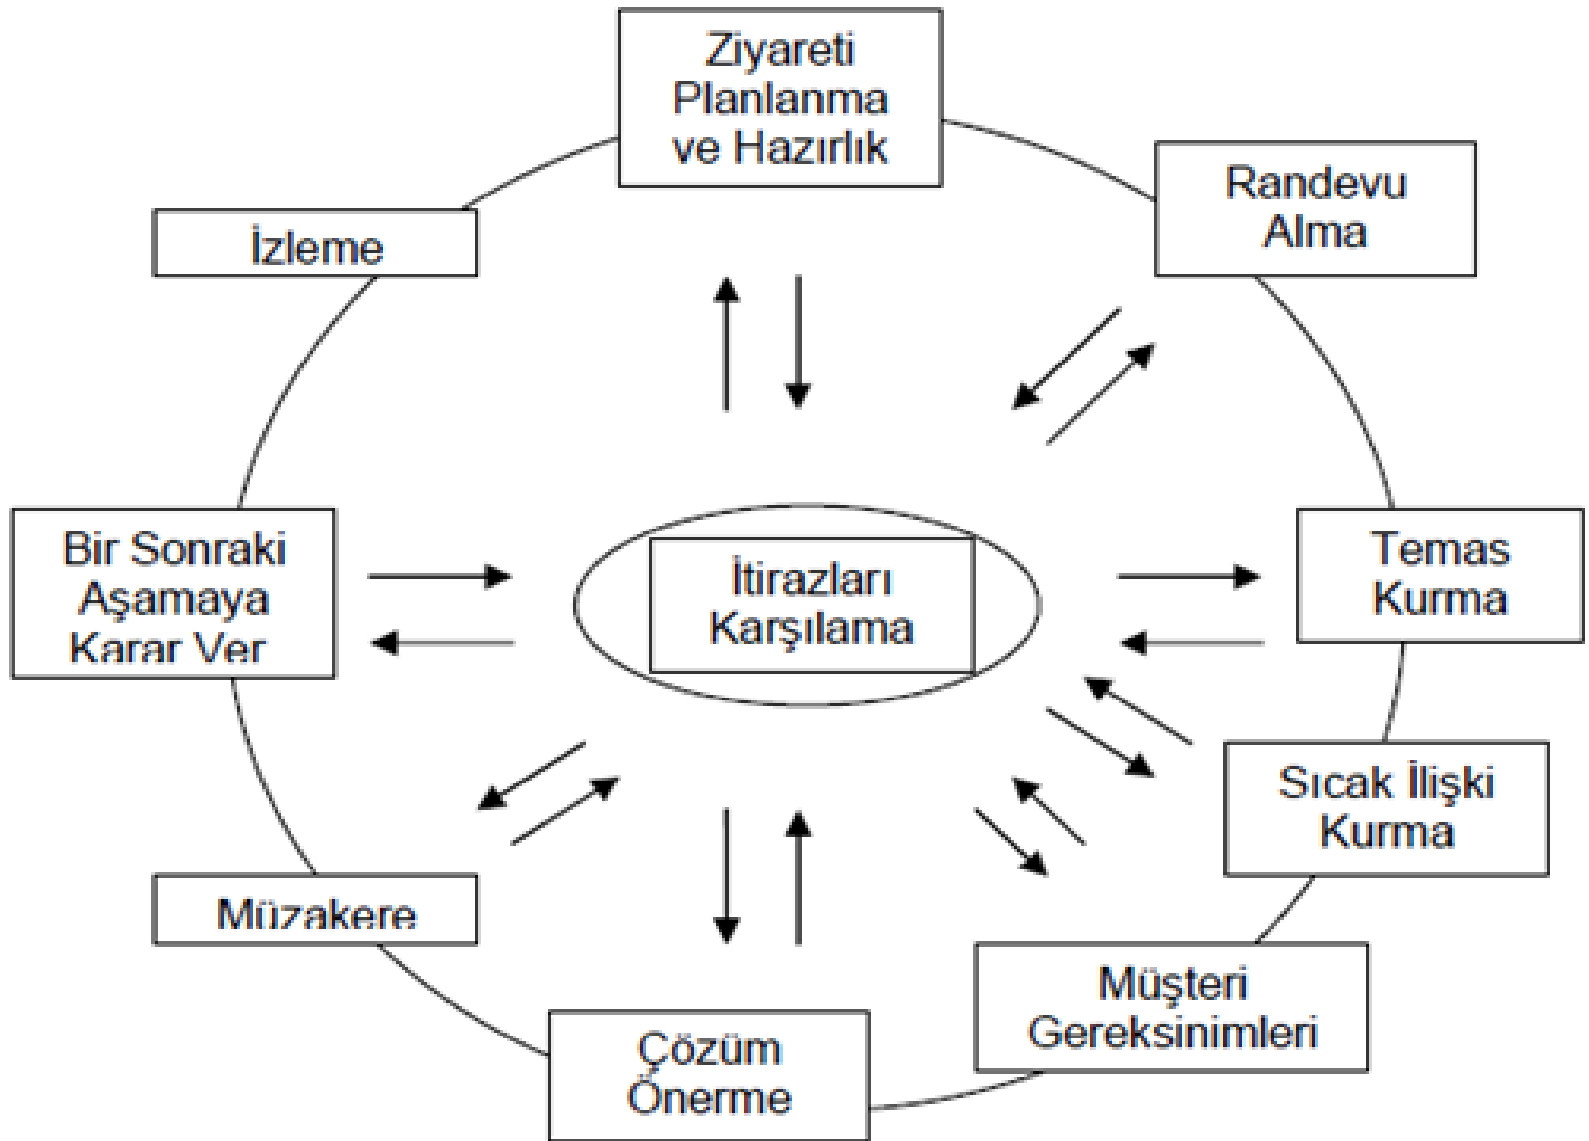 Ziyareti
Planlanma
ve Hazırlık
Randevu
Alma
İzleme
Bir Sonraki
Aşamaya
Karar Ver
İtirazları
Karşılama
Temas
Kurma
Sıcak İlişki
Kurma
Müzakere
Müşteri
Gereksinimleri
Çözüm
Önerme